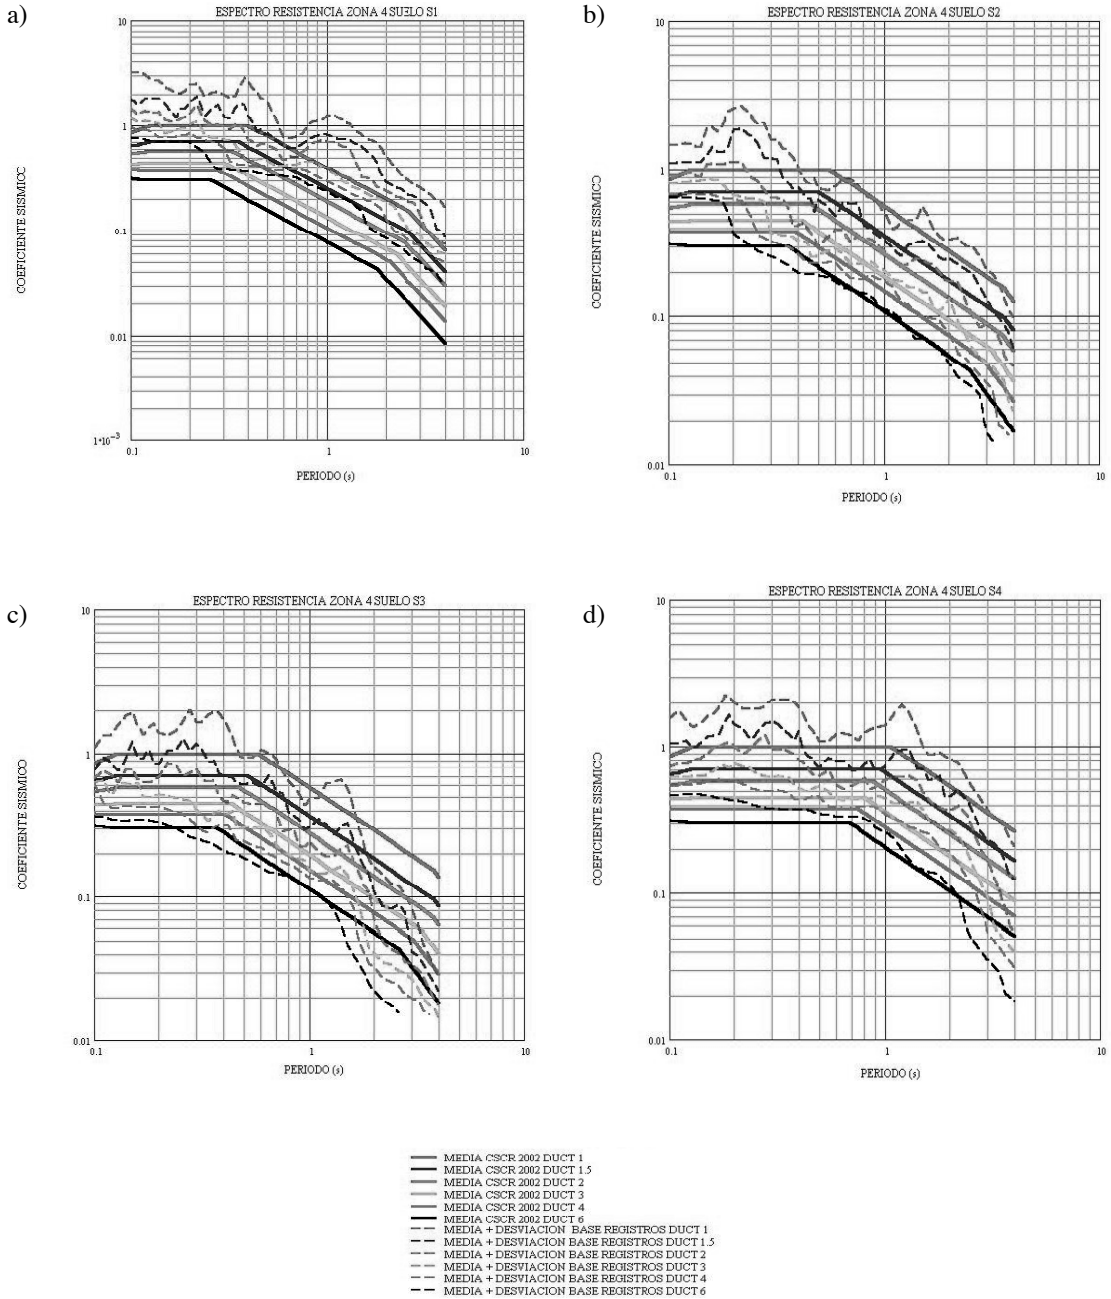 a)
ESPECTRO RESISTENCIA ZONA 4 SUELO S1
COEFICIENTE SISMICC
10
1
0.1
0.01
1*10⁻³
0.1
1
10
PERIODO (s)
b)
ESPECTRO RESISTENCIA ZONA 4 SUELO S2
COEFICIENTE SISMICO
10
1
0.1
0.01
0.1
1
10
PERIODO (s)
c)
ESPECTRO RESISTENCIA ZONA 4 SUELO S3
COEFICIENTE SISMICO
10
1
0.1
0.01
0.1
1
10
PERIODO (s)
d)
ESPECTRO RESISTENCIA ZONA 4 SUELO S4
COEFICIENTE SISMICO
10
1
0.1
0.01
0.1
1
10
PERIODO (s)
MEDIA CSCR 2002 DUCT 1
MEDIA CSCR 2002 DUCT 1.5
MEDIA CSCR 2002 DUCT 2
MEDIA CSCR 2002 DUCT 3
MEDIA CSCR 2002 DUCT 4
MEDIA CSCR 2002 DUCT 6
MEDIA + DESVIACION BASE REGISTROS DUCT 1
MEDIA + DESVIACION BASE REGISTROS DUCT 1.5
MEDIA + DESVIACION BASE REGISTROS DUCT 2
MEDIA + DESVIACION BASE REGISTROS DUCT 3
MEDIA + DESVIACION BASE REGISTROS DUCT 4
MEDIA + DESVIACION BASE REGISTROS DUCT 6